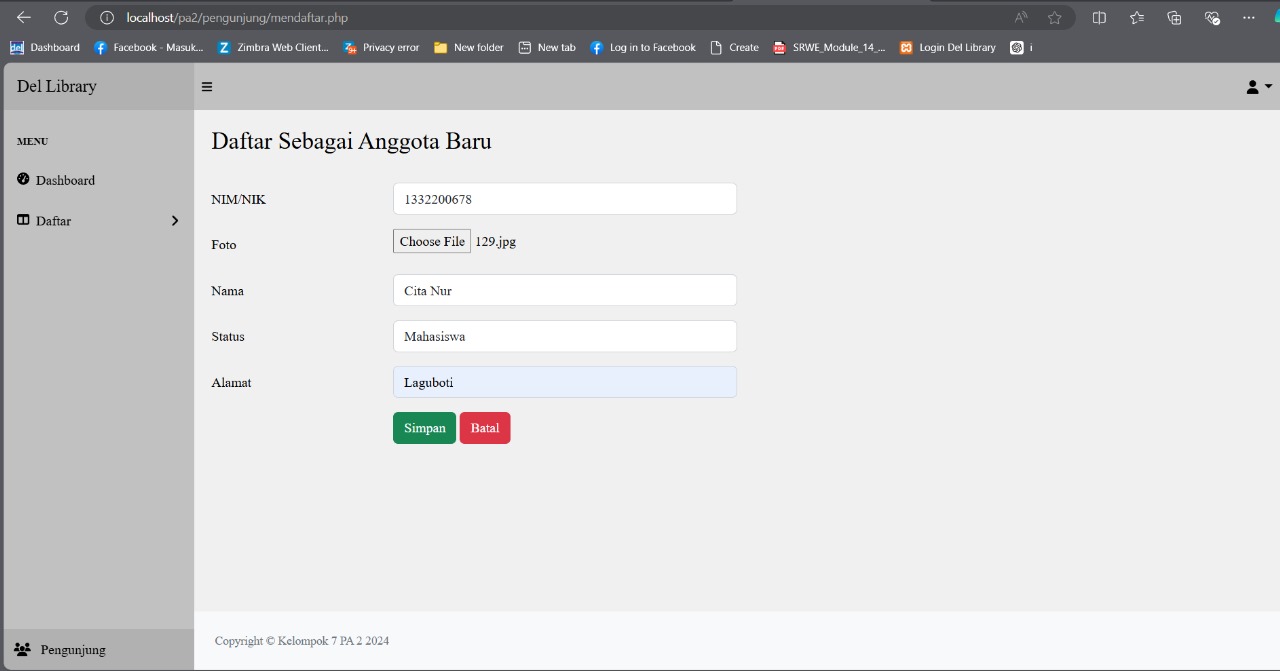 localhost/pa2/pengunjung/mendaftar.php
Dashboard Facebook - Masuk... Zimbra Web Client... Privacy error New folder New tab Log in to Facebook Create SRWE_Module_14_... Login Del Library i
Del Library
MENU
Dashboard
Daftar
Daftar Sebagai Anggota Baru
NIM/NIK 1332200678
Foto Choose File 129.jpg
Nama Cita Nur
Status Mahasiswa
Alamat Laguboti
Simpan Batal
Pengunjung
Copyright © Kelompok 7 PA 2 2024